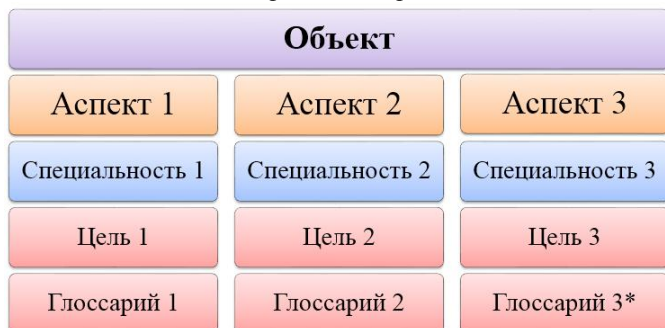 Объект
Аспект 1 Аспект 2 Аспект 3
Специальность 1 Специальность 2 Специальность 3
Цель 1 Цель 2 Цель 3
Глоссарий 1 Глоссарий 2 Глоссарий 3*